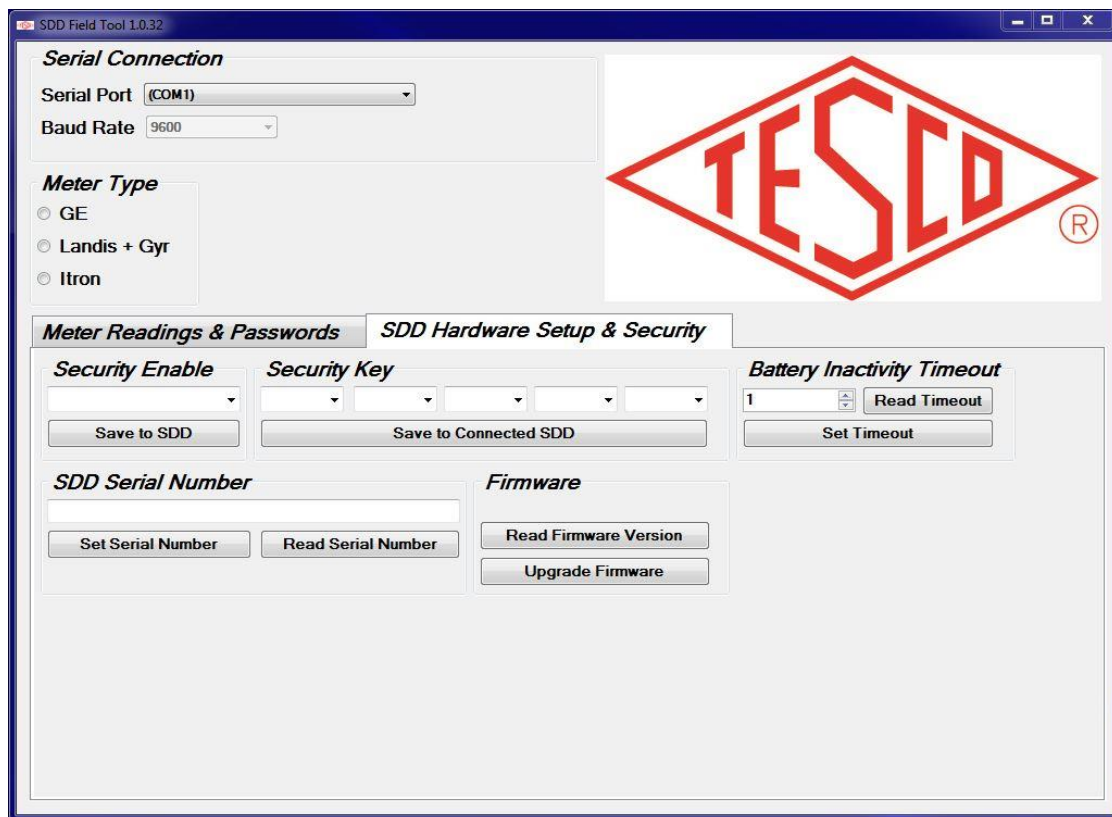 SDD Field Tool 1.0.32
Serial Connection
Serial Port (COM1)
Baud Rate 9600
TESCO
®
Meter Type
GE
Landis + Gyr
Itron
Meter Readings & Passwords SDD Hardware Setup & Security
Security Enable Security Key Battery Inactivity Timeout
1 Read Timeout
Save to SDD Save to Connected SDD Set Timeout
SDD Serial Number Firmware
Set Serial Number Read Serial Number Read Firmware Version
Upgrade Firmware